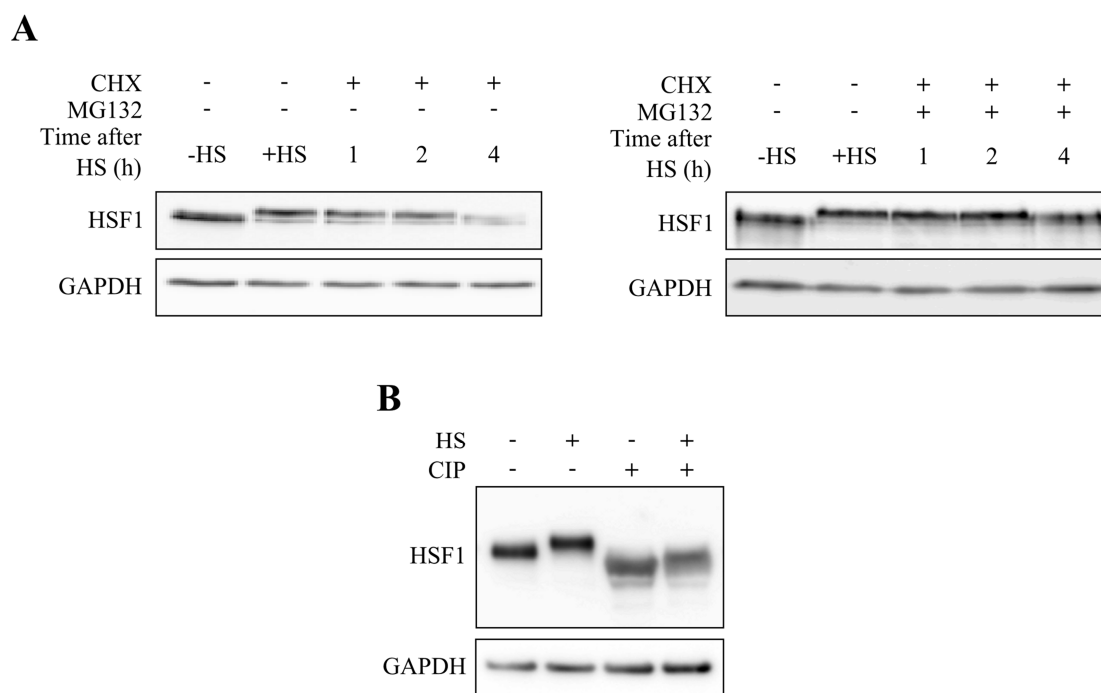 A
CHX - - + + +
MG132 - - - - -
Time after
HS (h) -HS +HS 1 2 4
HSF1
GAPDH
CHX - - + + +
MG132 - - + + +
Time after
HS (h) -HS +HS 1 2 4
HSF1
GAPDH
B
HS - + - +
CIP - - + +
HSF1
GAPDH